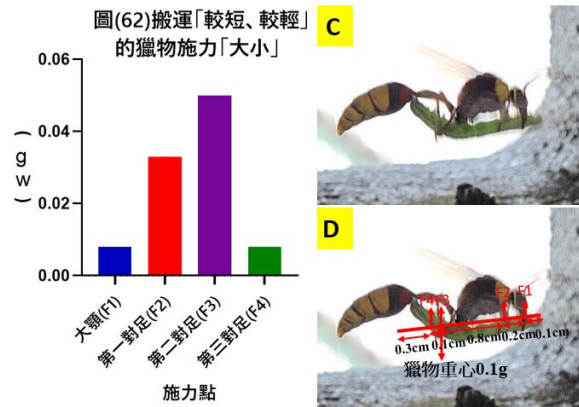 圖(62)搬運「較短、較輕」
的獵物施力「大小」
0.06
0.04
0.02
0.00
(gw)
大顎(F1)
第一對足(F2)
第二對足(F3)
第三對足(F4)
施力點
C
D
F4 F3 F2 F1
0.3cm 0.1cm 0.8cm 0.2cm 0.1cm
獵物重心0.1g